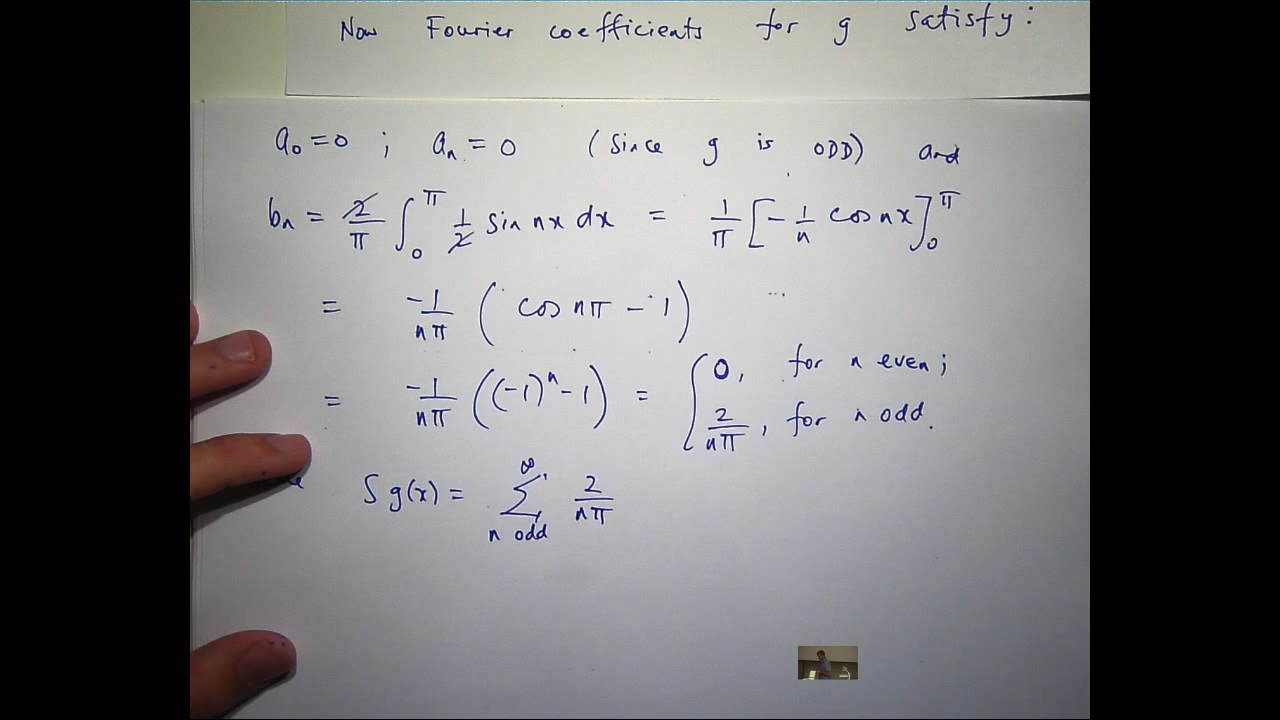 Now Fourier coefficients for g satisfy:
a₀ = 0 ; aₙ = 0 (since g is ODD) and
bₙ = 2/π ∫₀^π 1/2 sin nx dx = 1/π [-1/n cos nx]₀^π
= -1/nπ ( cos nπ - 1 )
= -1/nπ ((-1)ⁿ - 1) = { 0, for n even;
2/nπ, for n odd.
S g(x) = ∑^∞_{n odd} 2/nπ